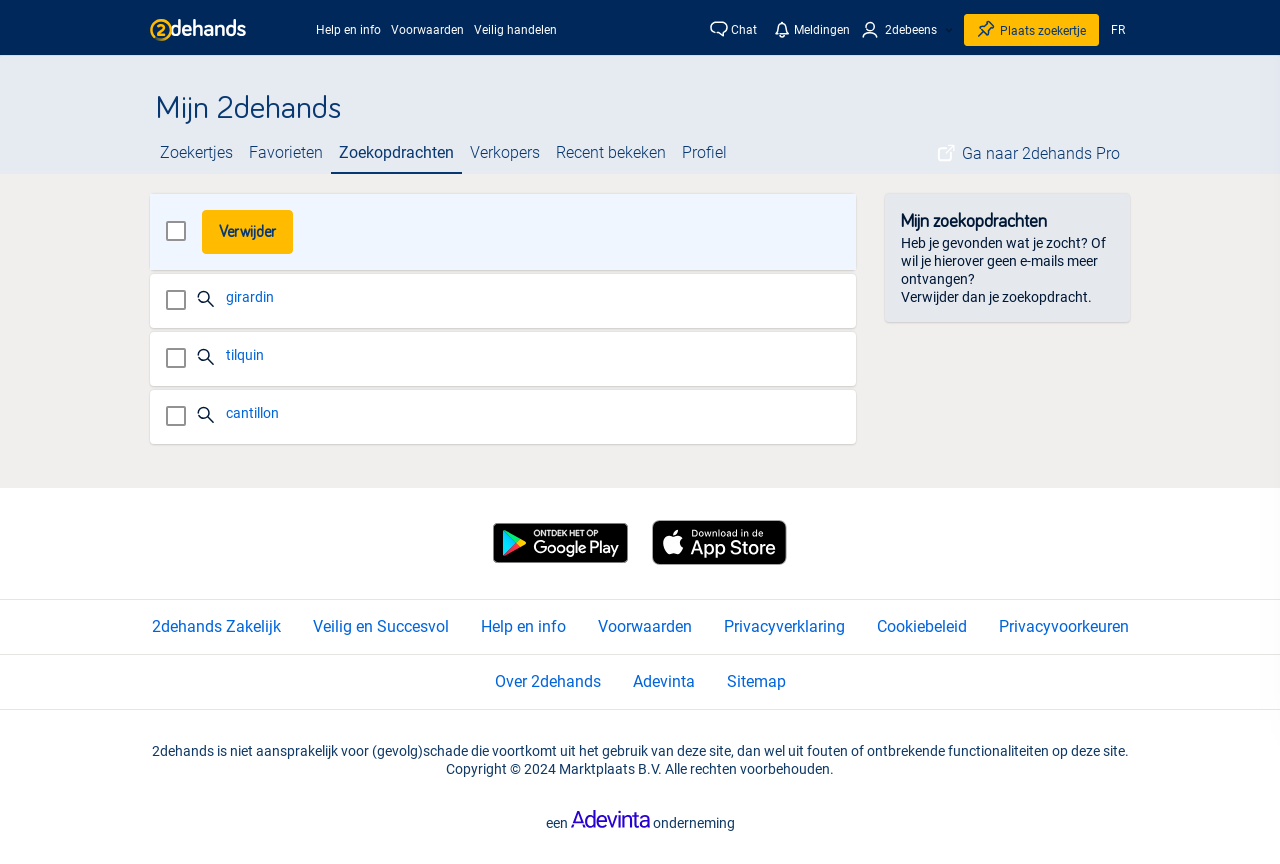 2dehands Help en info Voorwaarden Veilig handelen Chat Meldingen 2debeens Plaats zoekertje FR
Mijn 2dehands
Zoekertjes Favorieten Zoekopdrachten Verkopers Recent bekeken Profiel Ga naar 2dehands Pro
Verwijder
girardin
tilquin
cantillon
Mijn zoekopdrachten
Heb je gevonden wat je zocht? Of
wil je hierover geen e-mails meer
ontvangen?
Verwijder dan je zoekopdracht.
ONTDEK HET OP
Google Play
Download in de
App Store
2dehands Zakelijk Veilig en Succesvol Help en info Voorwaarden Privacyverklaring Cookiebeleid Privacyvoorkeuren
Over 2dehands Adevinta Sitemap
2dehands is niet aansprakelijk voor (gevolg)schade die voortkomt uit het gebruik van deze site, dan wel uit fouten of ontbrekende functionaliteiten op deze site.
Copyright © 2024 Marktplaats B.V. Alle rechten voorbehouden.
een Adevinta onderneming